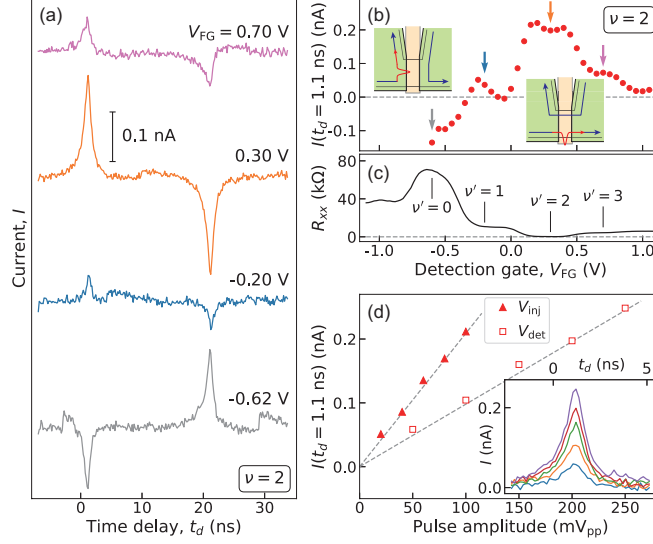 (a)
V_FG = 0.70 V
0.1 nA
0.30 V
-0.20 V
-0.62 V
ν = 2
Current, I
0 10 20 30
Time delay, t_d (ns)
(b)
ν = 2
0.2
0.1
0.0
-0.1
I(t_d = 1.1 ns) (nA)
(c)
80
40
0
R_xx (kΩ)
ν' = 0
ν' = 1
ν' = 2
ν' = 3
-1.0 -0.5 0.0 0.5 1.0
Detection gate, V_FG (V)
(d)
V_inj
V_det
0.2
0.1
0.0
I(t_d = 1.1 ns) (nA)
0 50 100 150 200 250
Pulse amplitude (mV_pp)
t_d (ns)
0 5
0.2
0.0
I (nA)